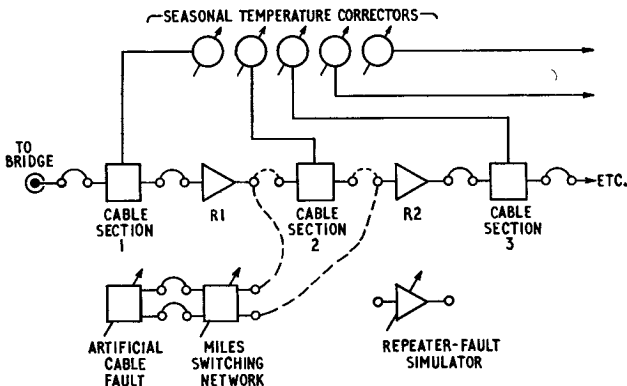 SEASONAL TEMPERATURE CORRECTORS
TO
BRIDGE
CABLE
SECTION
1
R1
CABLE
SECTION
2
R2
CABLE
SECTION
3
ETC.
ARTIFICIAL
CABLE
FAULT
MILES
SWITCHING
NETWORK
REPEATER-FAULT
SIMULATOR